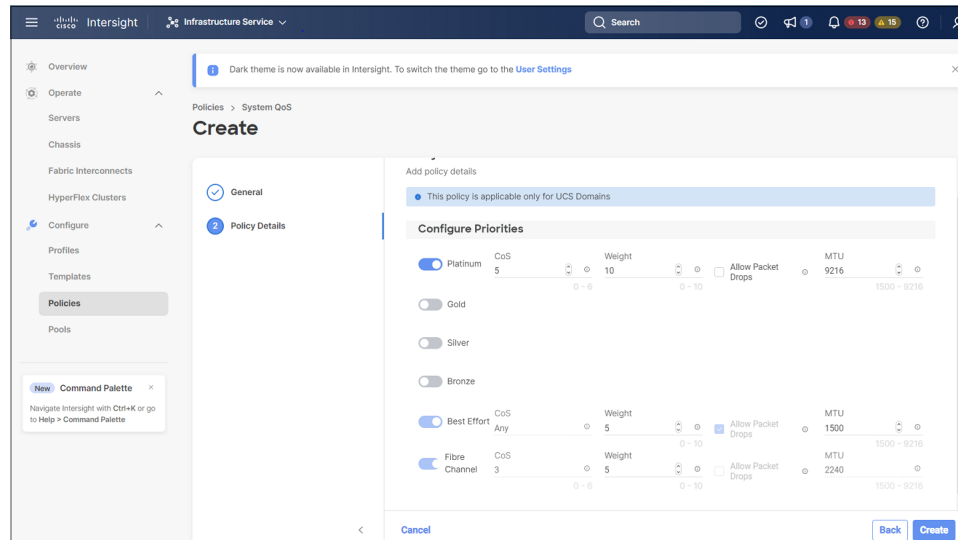 cisco Intersight Infrastructure Service Search 1 13 15
Dark theme is now available in Intersight. To switch the theme go to the User Settings
Overview
Operate
Servers
Chassis
Fabric Interconnects
HyperFlex Clusters
Configure
Profiles
Templates
Policies
Pools
New Command Palette
Navigate Intersight with Ctrl+K or go
to Help > Command Palette
Policies > System QoS
Create
General
2 Policy Details
Add policy details
This policy is applicable only for UCS Domains
Configure Priorities
Platinum
CoS
5
0 - 6
Weight
10
0 - 10
Allow Packet
Drops
MTU
9216
1500 - 9216
Gold
Silver
Bronze
Best Effort
CoS
Any
Weight
5
0 - 10
Allow Packet
Drops
MTU
1500
1500 - 9216
Fibre
Channel
CoS
3
0 - 6
Weight
5
0 - 10
Allow Packet
Drops
MTU
2240
1500 - 9216
Cancel
Back
Create